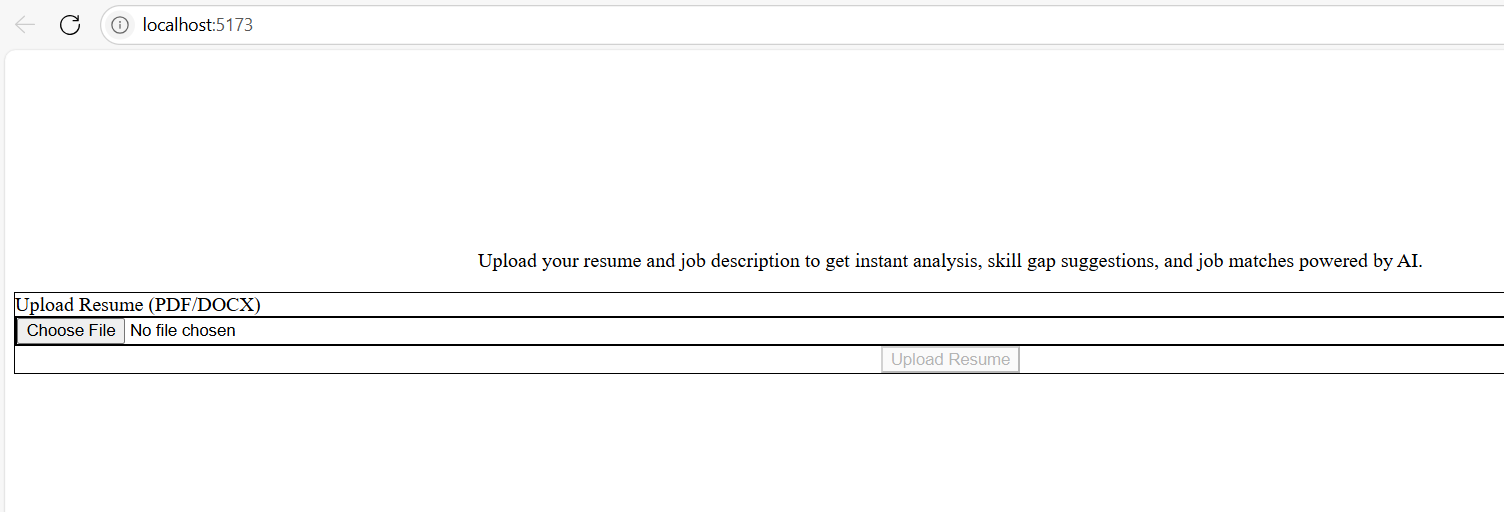 localhost:5173
Upload your resume and job description to get instant analysis, skill gap suggestions, and job matches powered by AI.
Upload Resume (PDF/DOCX)
Choose File No file chosen
Upload Resume